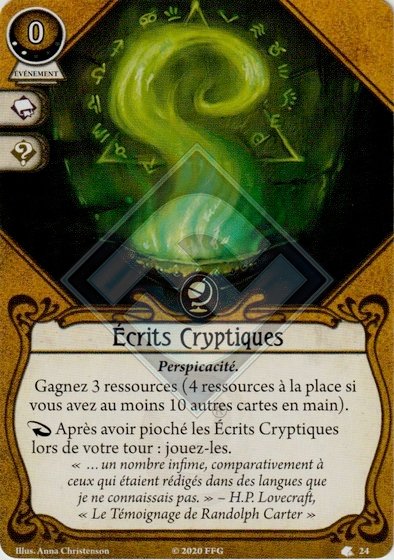 0
ÉVÉNEMENT
Écrits Cryptiques
Perspicacité.
Gagnez 3 ressources (4 ressources à la place si
vous avez au moins 10 autres cartes en main).
Après avoir pioché les Écrits Cryptiques
lors de votre tour : jouez-les.
« … un nombre infime, comparativement à
ceux qui étaient rédigés dans des langues que
je ne connaissais pas. » – H.P. Lovecraft,
« Le Témoignage de Randolph Carter »
Illus. Anna Christenson © 2020 FFG 24